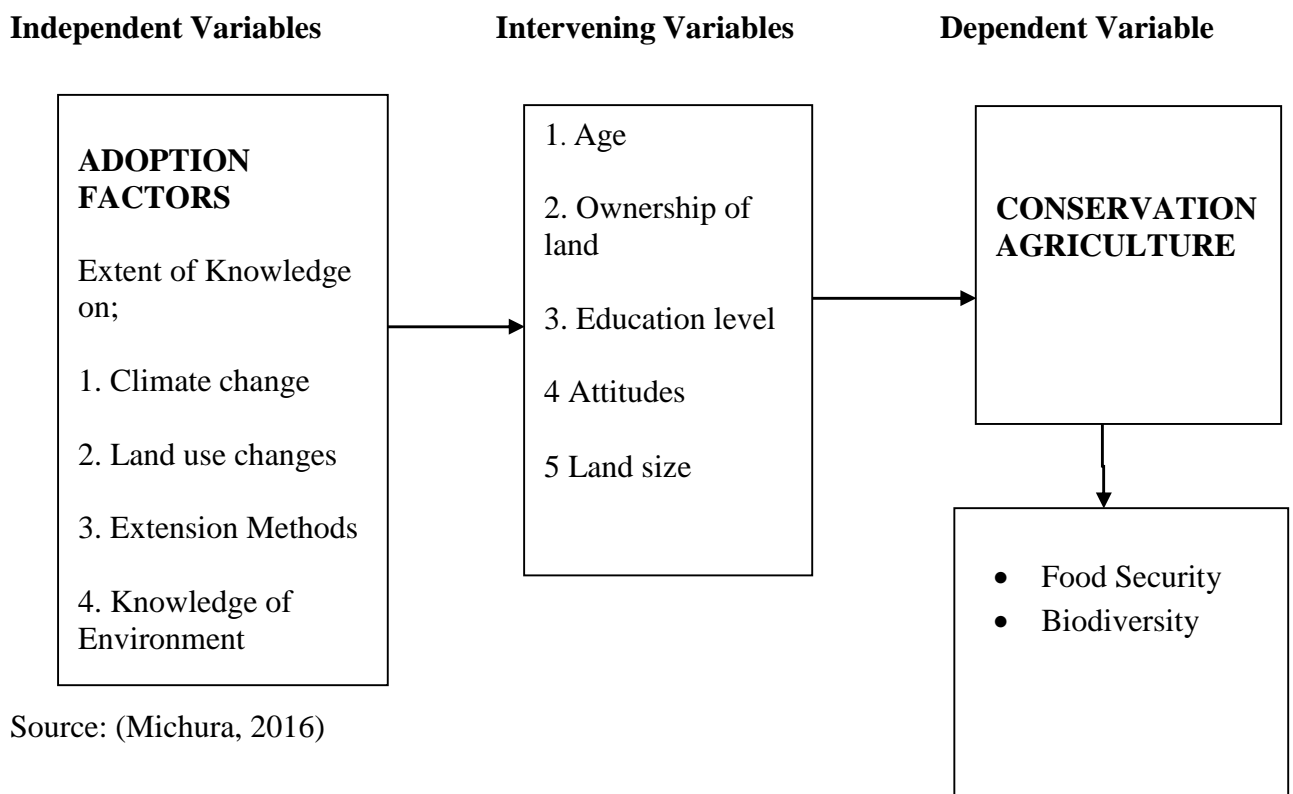 Independent Variables
Intervening Variables
Dependent Variable
ADOPTION
FACTORS
Extent of Knowledge
on;
1. Climate change
2. Land use changes
3. Extension Methods
4. Knowledge of
Environment
1. Age
2. Ownership of
land
3. Education level
4 Attitudes
5 Land size
CONSERVATION
AGRICULTURE
• Food Security
• Biodiversity
Source: (Michura, 2016)